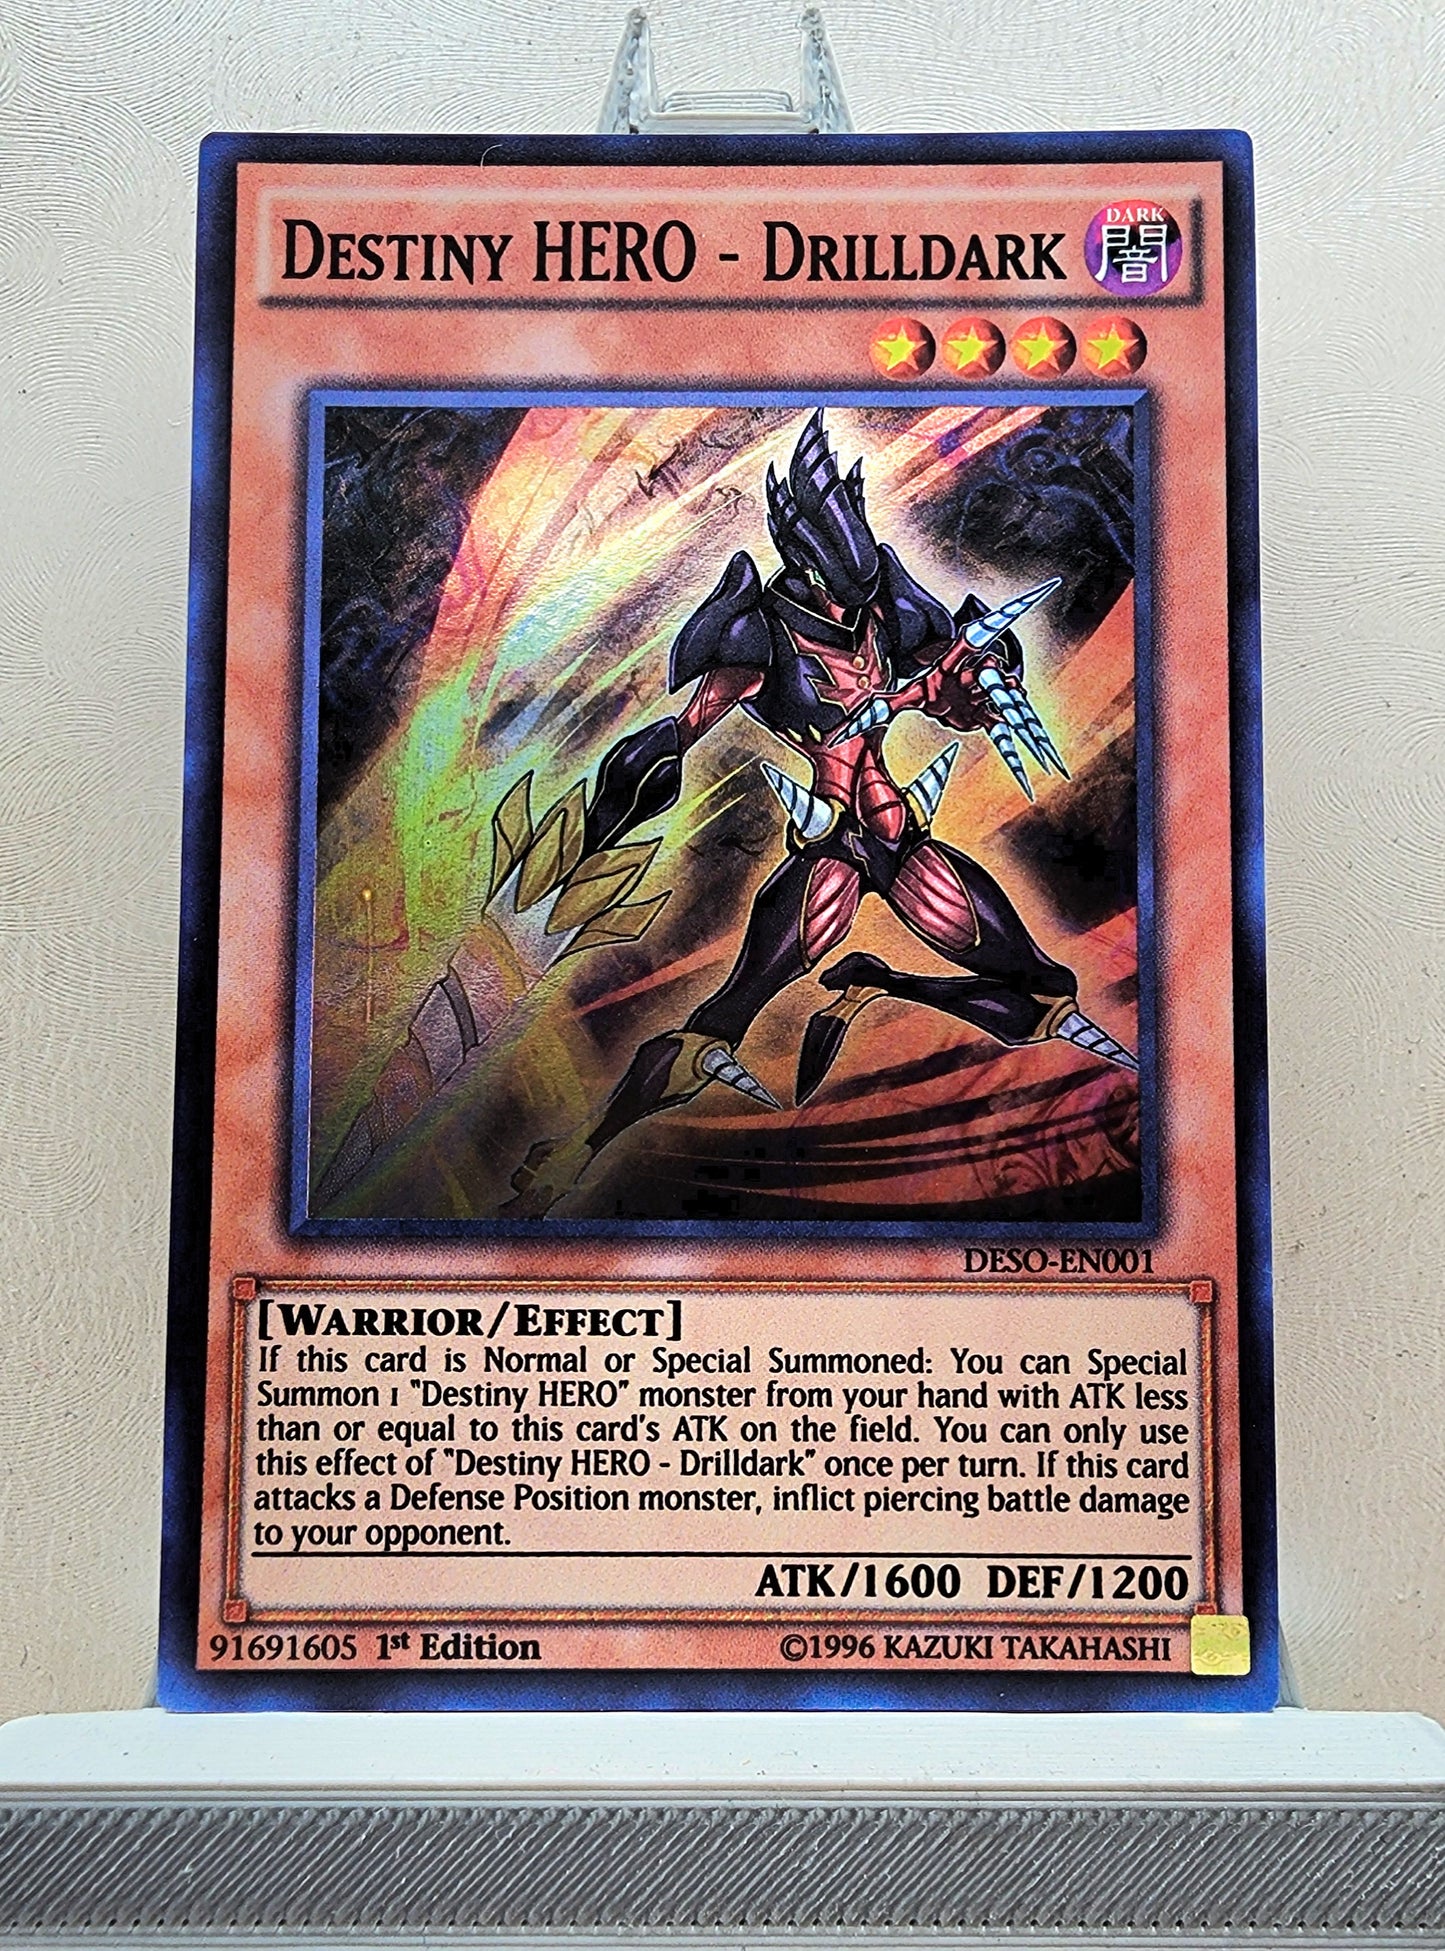 DESTINY HERO - DRILLDARK
DARK
闇
DESO-EN001
[WARRIOR/EFFECT]
If this card is Normal or Special Summoned: You can Special
Summon 1 "Destiny HERO" monster from your hand with ATK less
than or equal to this card's ATK on the field. You can only use
this effect of "Destiny HERO - Drilldark" once per turn. If this card
attacks a Defense Position monster, inflict piercing battle damage
to your opponent.
ATK/1600 DEF/1200
91691605 1st Edition
©1996 KAZUKI TAKAHASHI